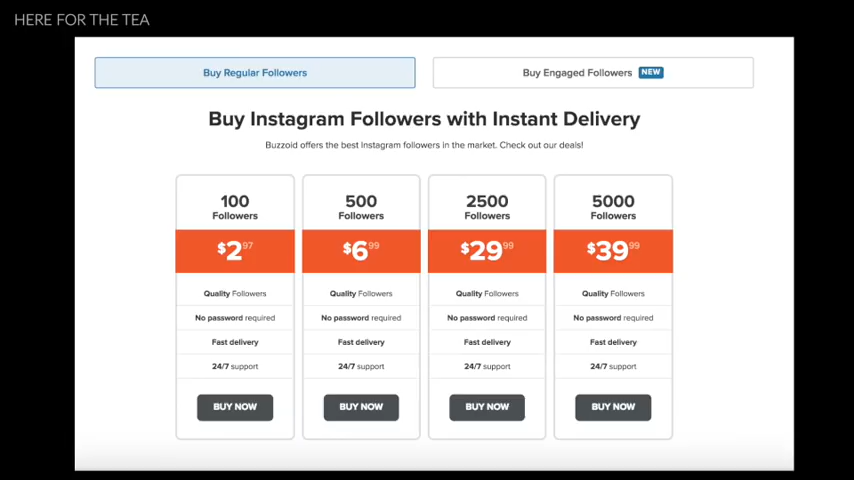 HERE FOR THE TEA
Buy Regular Followers
Buy Engaged Followers NEW
Buy Instagram Followers with Instant Delivery
Buzzoid offers the best Instagram followers in the market. Check out our deals!
100
Followers
$2.97
Quality Followers
No password required
Fast delivery
24/7 support
BUY NOW
500
Followers
$6.99
Quality Followers
No password required
Fast delivery
24/7 support
BUY NOW
2500
Followers
$29.99
Quality Followers
No password required
Fast delivery
24/7 support
BUY NOW
5000
Followers
$39.99
Quality Followers
No password required
Fast delivery
24/7 support
BUY NOW